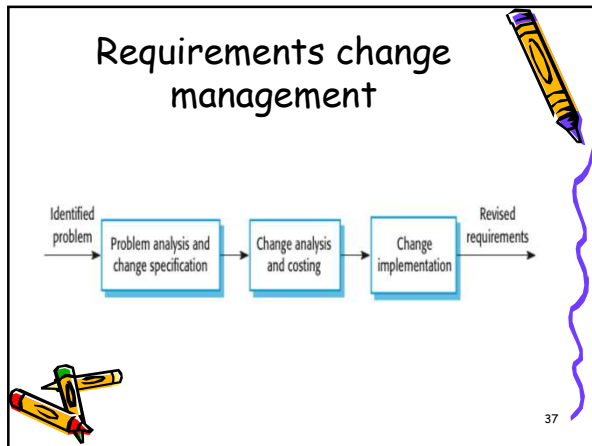 Requirements change
management
Identified
problem
Problem analysis and
change specification
Change analysis
and costing
Change
implementation
Revised
requirements
37